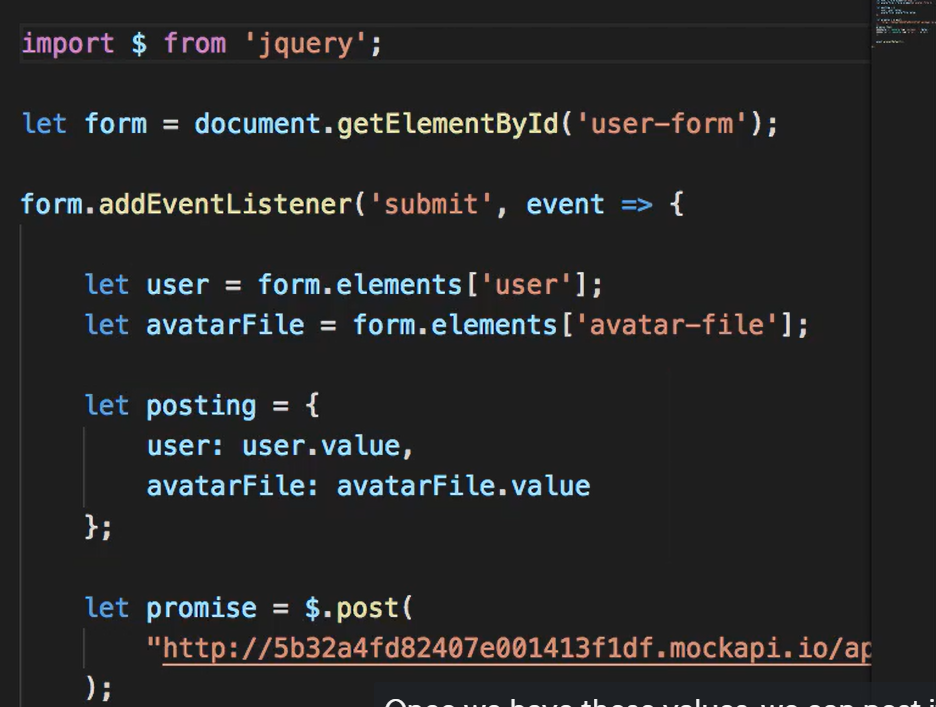 import $ from 'jquery';
let form = document.getElementById('user-form');
form.addEventListener('submit', event => {
let user = form.elements['user'];
let avatarFile = form.elements['avatar-file'];
let posting = {
user: user.value,
avatarFile: avatarFile.value
};
let promise = $.post(
"http://5b32a4fd82407e001413f1df.mockapi.io/ap
);
Once we have these values, we can post i